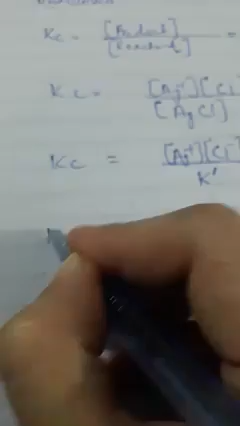 Kc = [Product] / [Reactant] =
Kc = [Ag+][Cl / [AgCl]
Kc = [Ag+][Cl- / K'